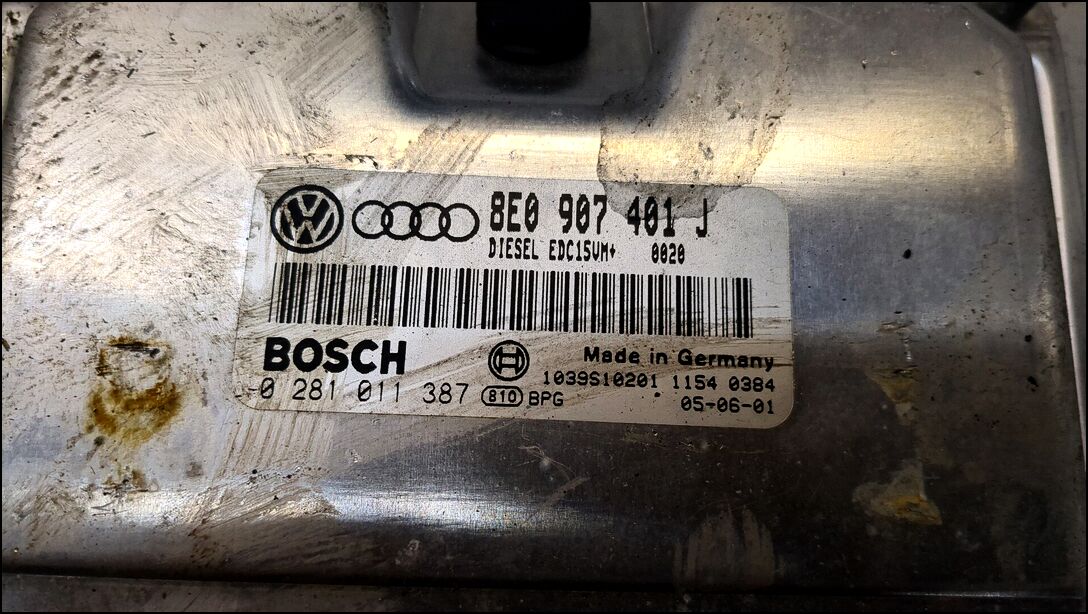 8E0 907 401 J
DIESEL EDC15VM+ 0020
BOSCH
Made in Germany
0 281 011 387
810 BPG
1039S10201 1154 0384
05-06-01